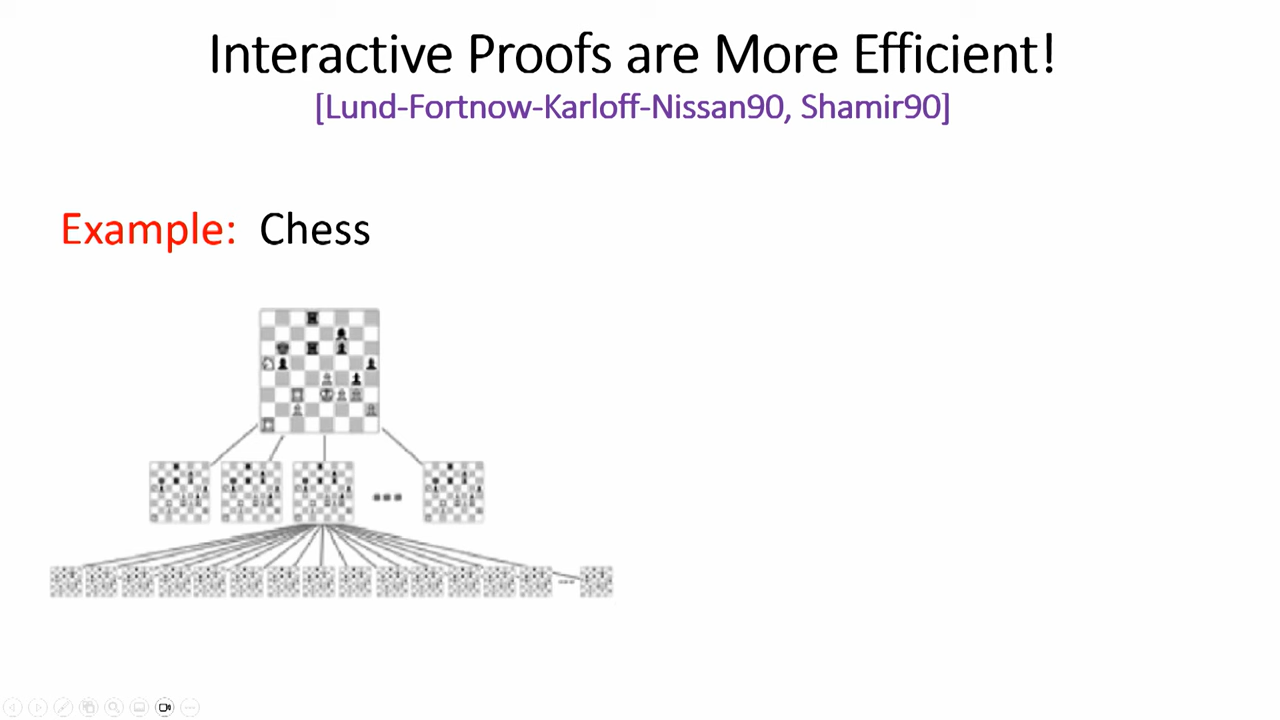 Interactive Proofs are More Efficient!
[Lund-Fortnow-Karloff-Nissan90, Shamir90]
Example: Chess